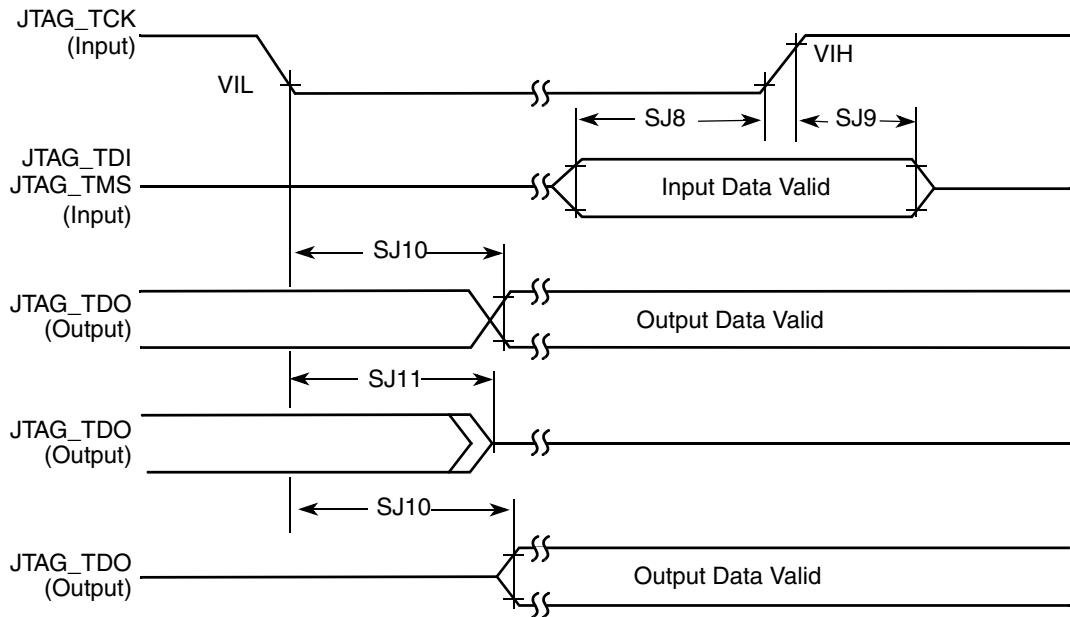 JTAG_TCK
(Input)
VIL
VIH
SJ8
SJ9
JTAG_TDI
JTAG_TMS
(Input)
Input Data Valid
SJ10
JTAG_TDO
(Output)
Output Data Valid
SJ11
JTAG_TDO
(Output)
SJ10
JTAG_TDO
(Output)
Output Data Valid